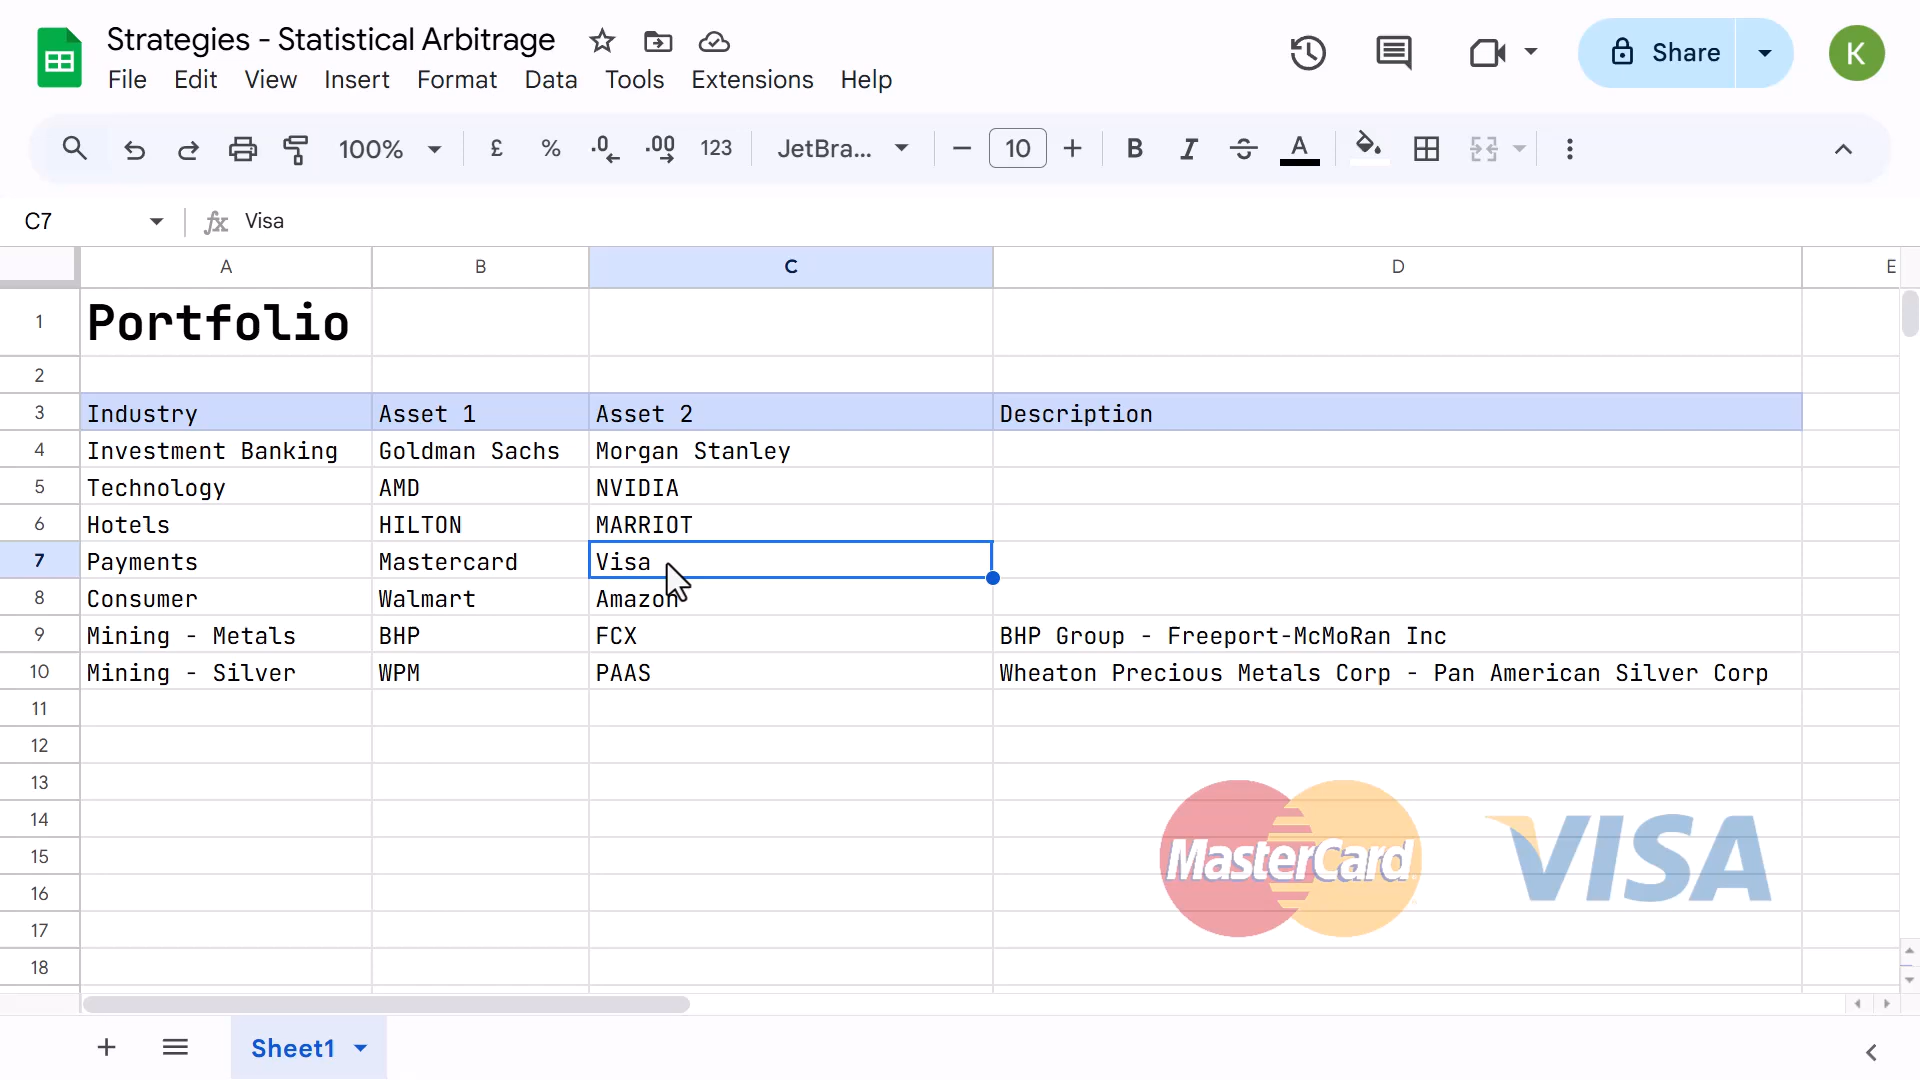 Strategies - Statistical Arbitrage
File Edit View Insert Format Data Tools Extensions Help
Share
K
100% £ % .0 .00 123 JetBra... 10 B I S A
C7 fx Visa
A B C D E
1 Portfolio
2
3 Industry Asset 1 Asset 2 Description
4 Investment Banking Goldman Sachs Morgan Stanley
5 Technology AMD NVIDIA
6 Hotels HILTON MARRIOT
7 Payments Mastercard Visa
8 Consumer Walmart Amazon
9 Mining - Metals BHP FCX BHP Group - Freeport-McMoRan Inc
10 Mining - Silver WPM PAAS Wheaton Precious Metals Corp - Pan American Silver Corp
11
12
13
14
15 MasterCard VISA
16
17
18
Sheet1